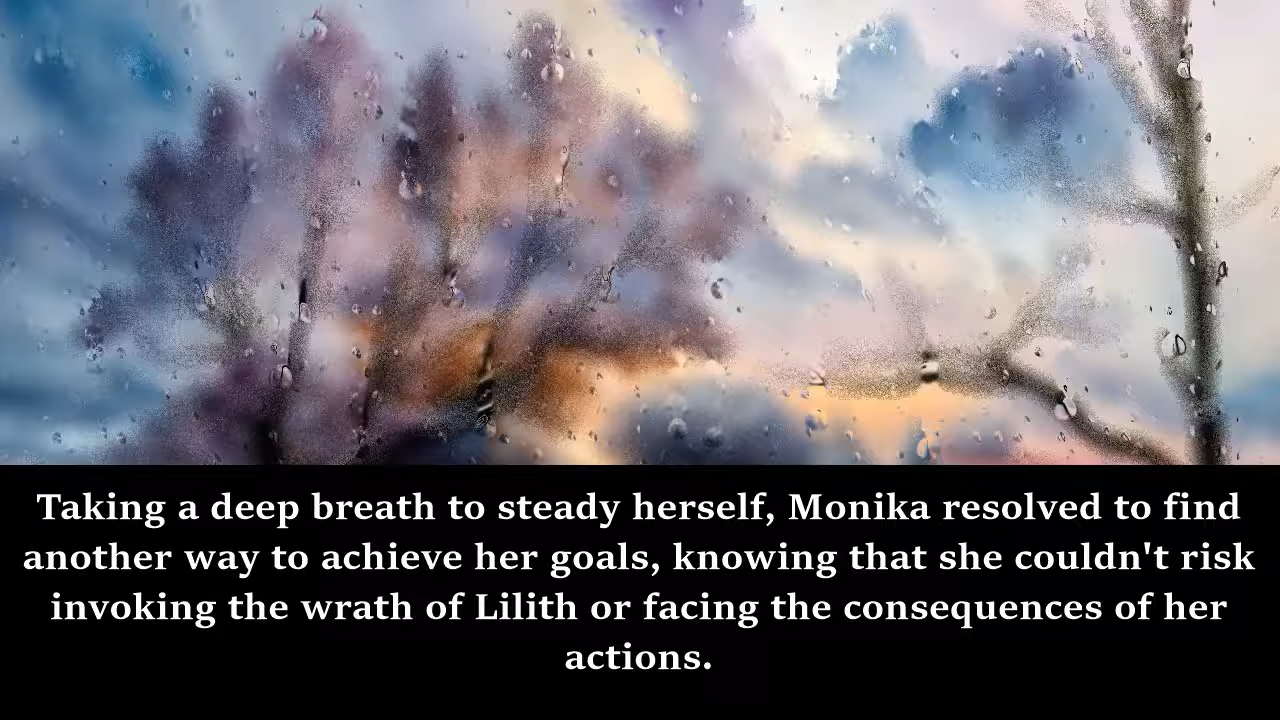 Taking a deep breath to steady herself, Monika resolved to find
another way to achieve her goals, knowing that she couldn't risk
invoking the wrath of Lilith or facing the consequences of her
actions.